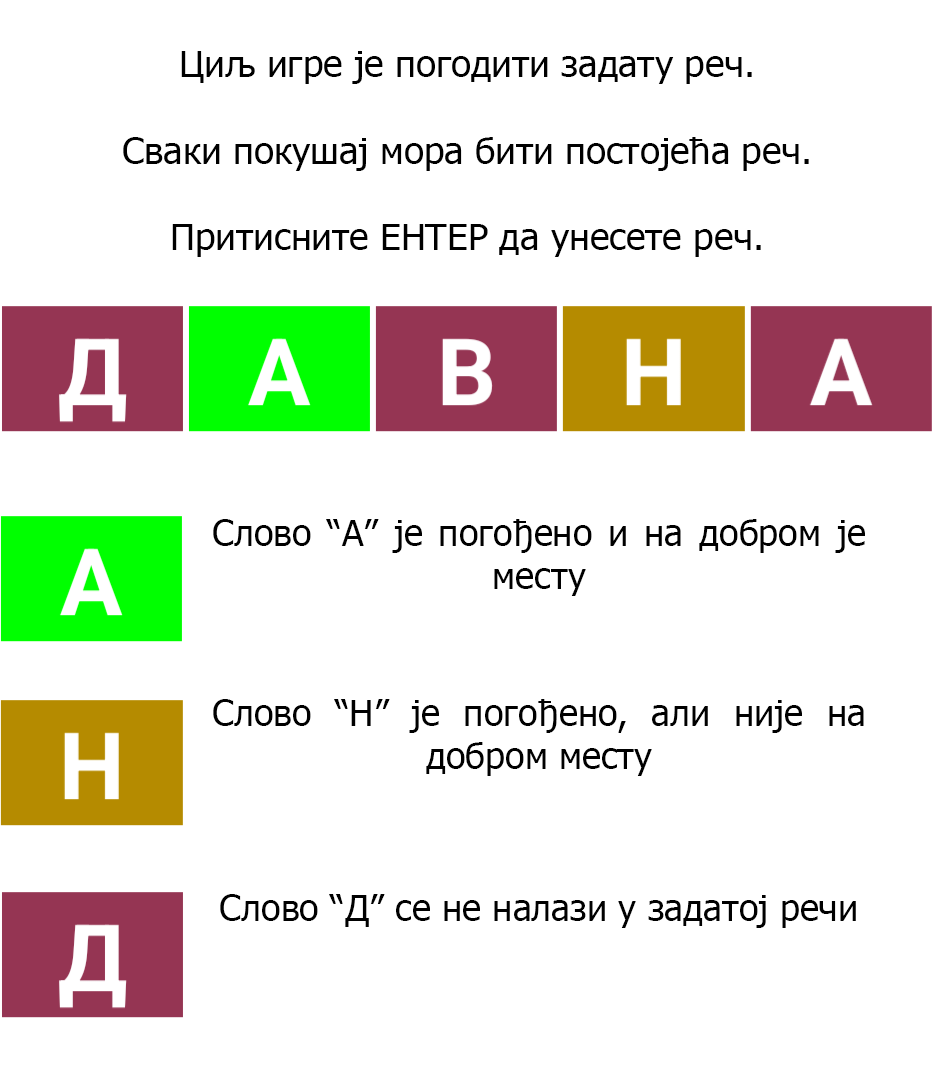 Циљ игре је погодити задату реч.
Сваки покушај мора бити постојећа реч.
Притисните ЕНТЕР да унесете реч.
Д А В Н А
А
Слово “А” је погођено и на добром је
месту
Н
Слово “Н” је погођено, али није на
добром месту
Д
Слово “Д” се не налази у задатој речи